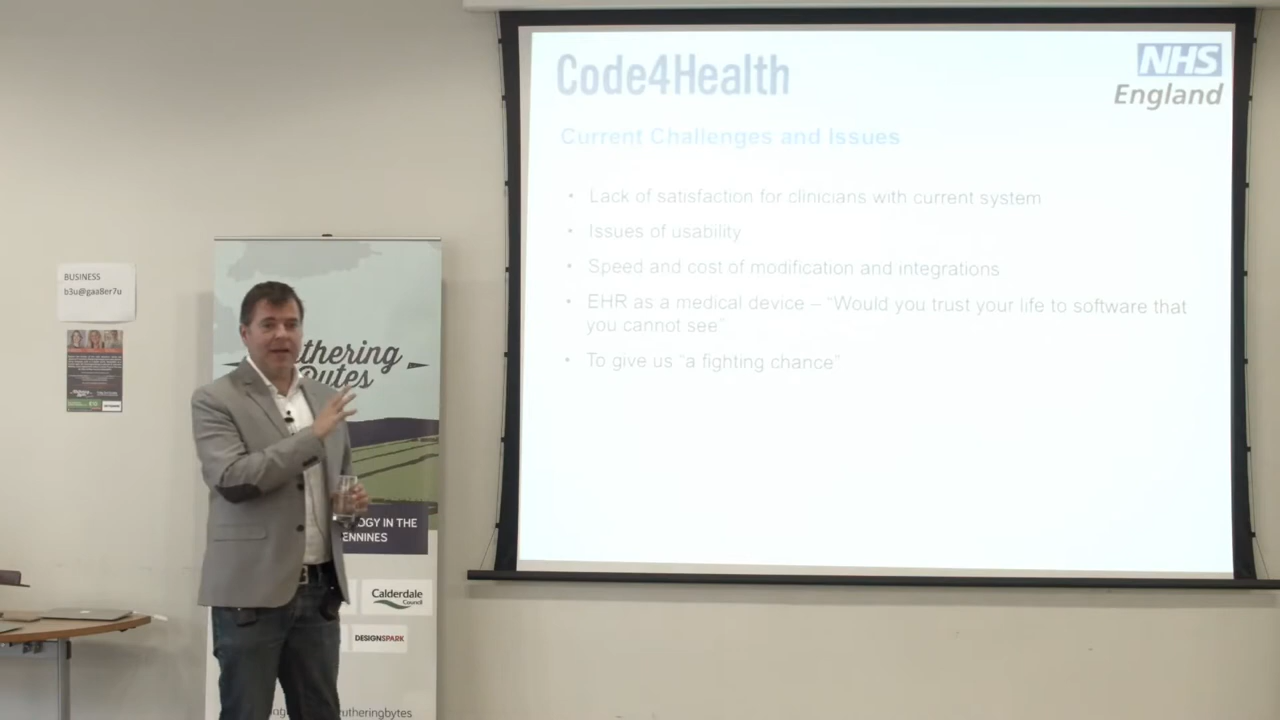 Code4Health
NHS
England
Current Challenges and Issues
• Lack of satisfaction for clinicians with current system
• Issues of usability
• Speed and cost of modification and integrations
• EHR as a medical device – “Would you trust your life to software that
you cannot see”
• To give us “a fighting chance”
BUSINESS
b3u@gaa8er7u
thering
Bytes
OGY IN THE
ENNINES
Calderdale
Council
DESIGNSPARK
utheringbytes